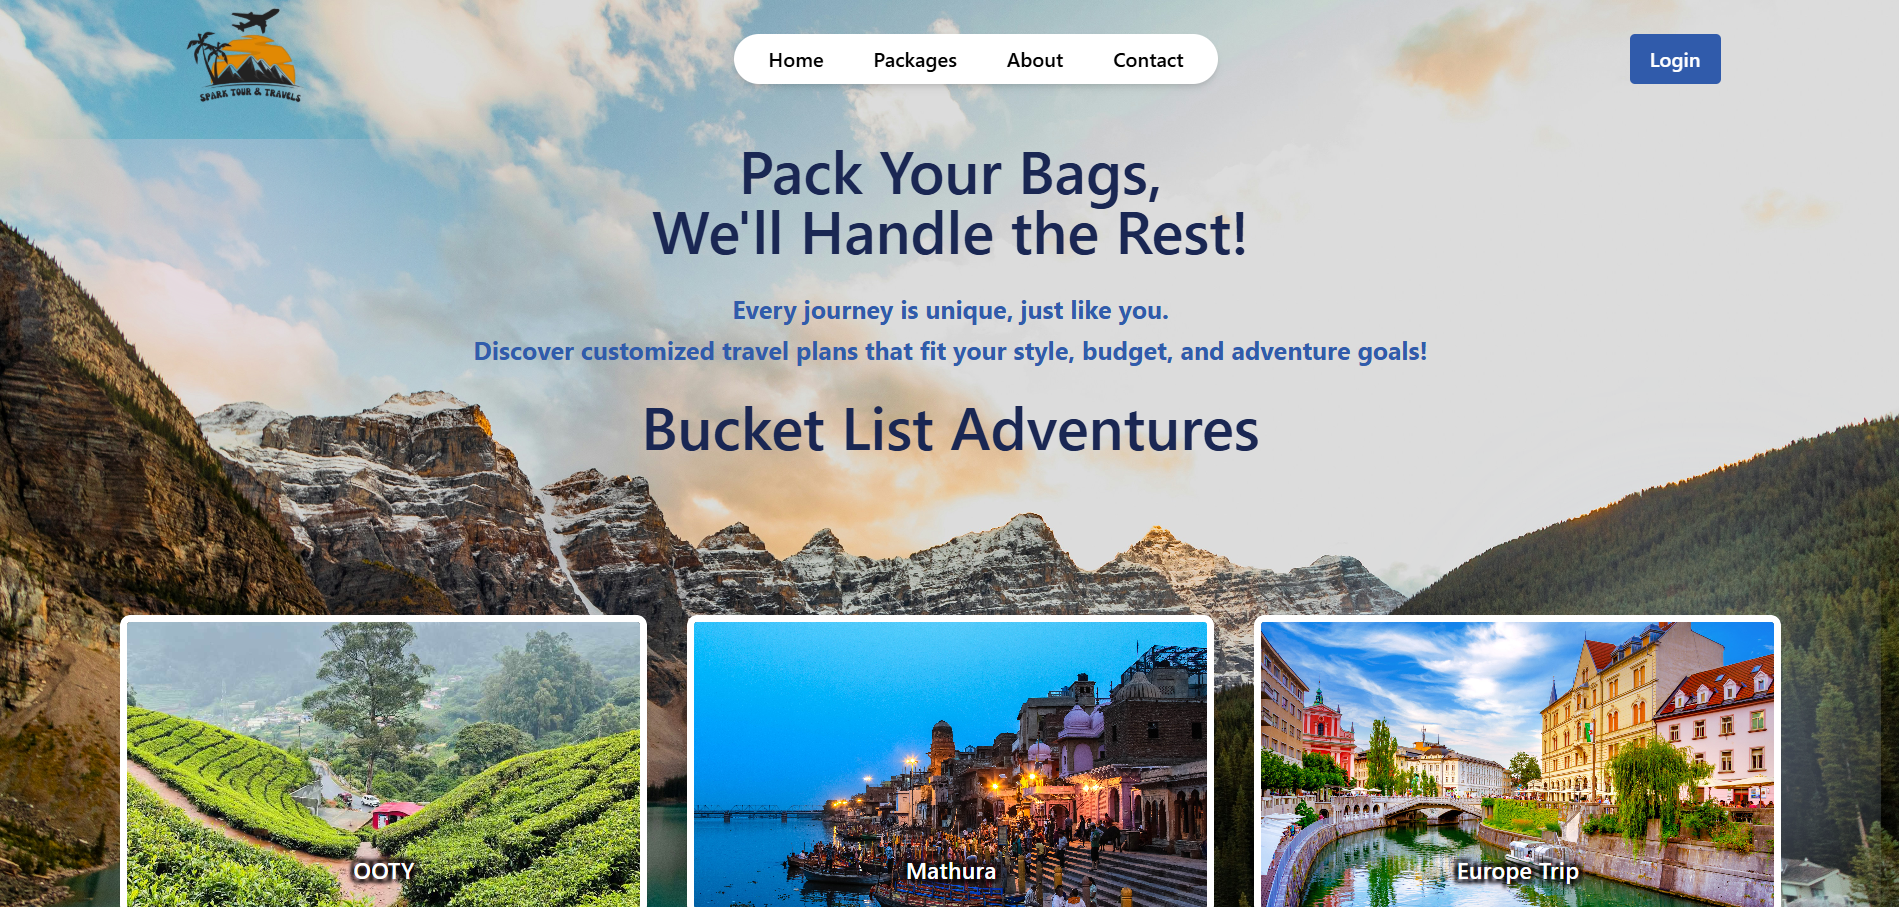 SPARK TOUR & TRAVELS
Home
Packages
About
Contact
Login
Pack Your Bags,
We'll Handle the Rest!
Every journey is unique, just like you.
Discover customized travel plans that fit your style, budget, and adventure goals!
Bucket List Adventures
OOTY
Mathura
Europe Trip